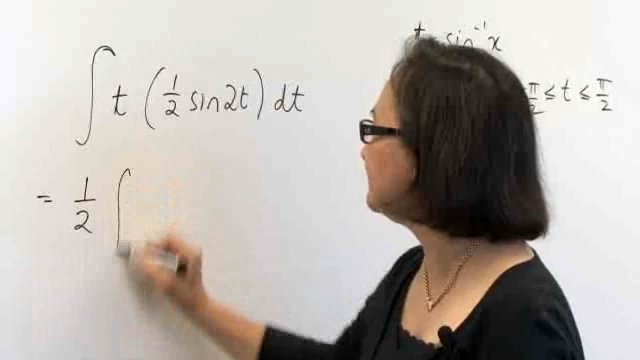 ∫ t (1/2 sin2t) dt
= 1/2 ∫
t sin⁻¹x
π/2 ≤ t ≤ π/2